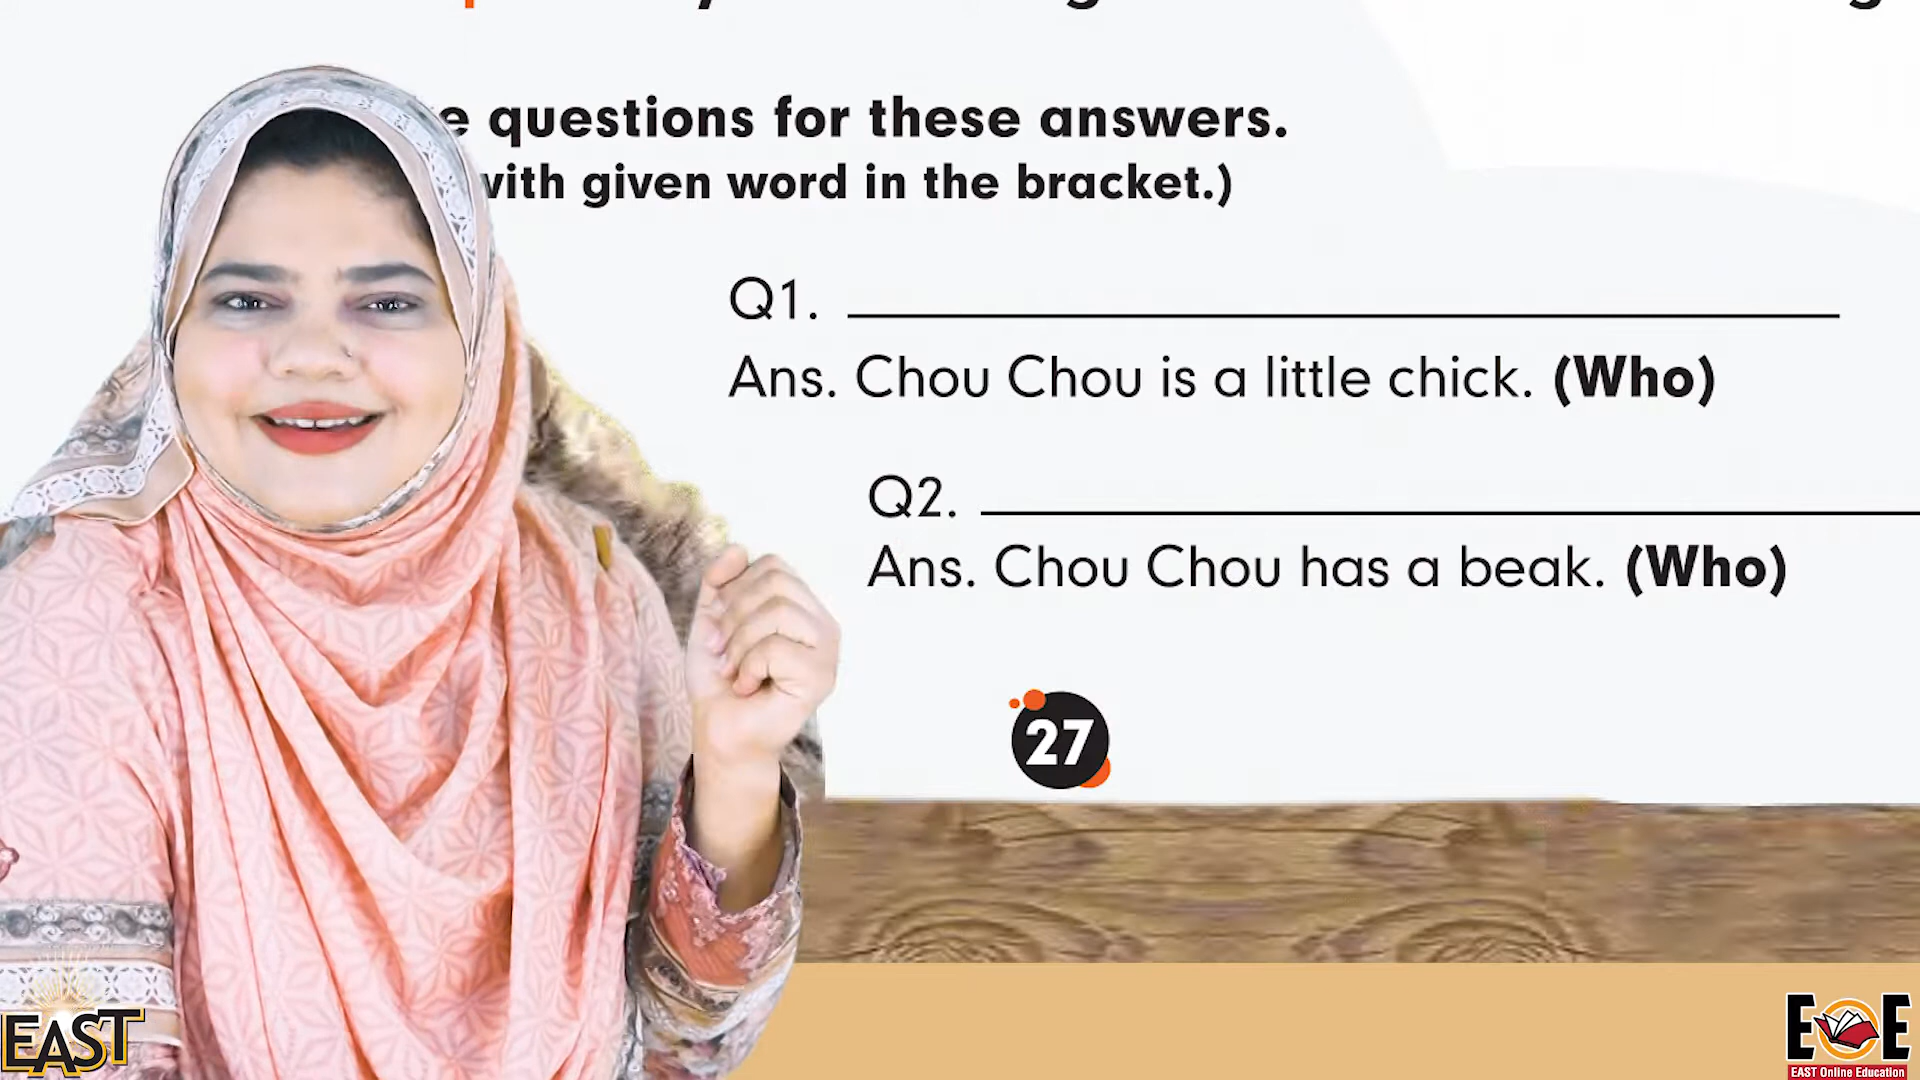 questions for these answers.
with given word in the bracket.)
Q1.
Ans. Chou Chou is a little chick. (Who)
Q2.
Ans. Chou Chou has a beak. (Who)
27
EAST
EOE
EAST Online Education